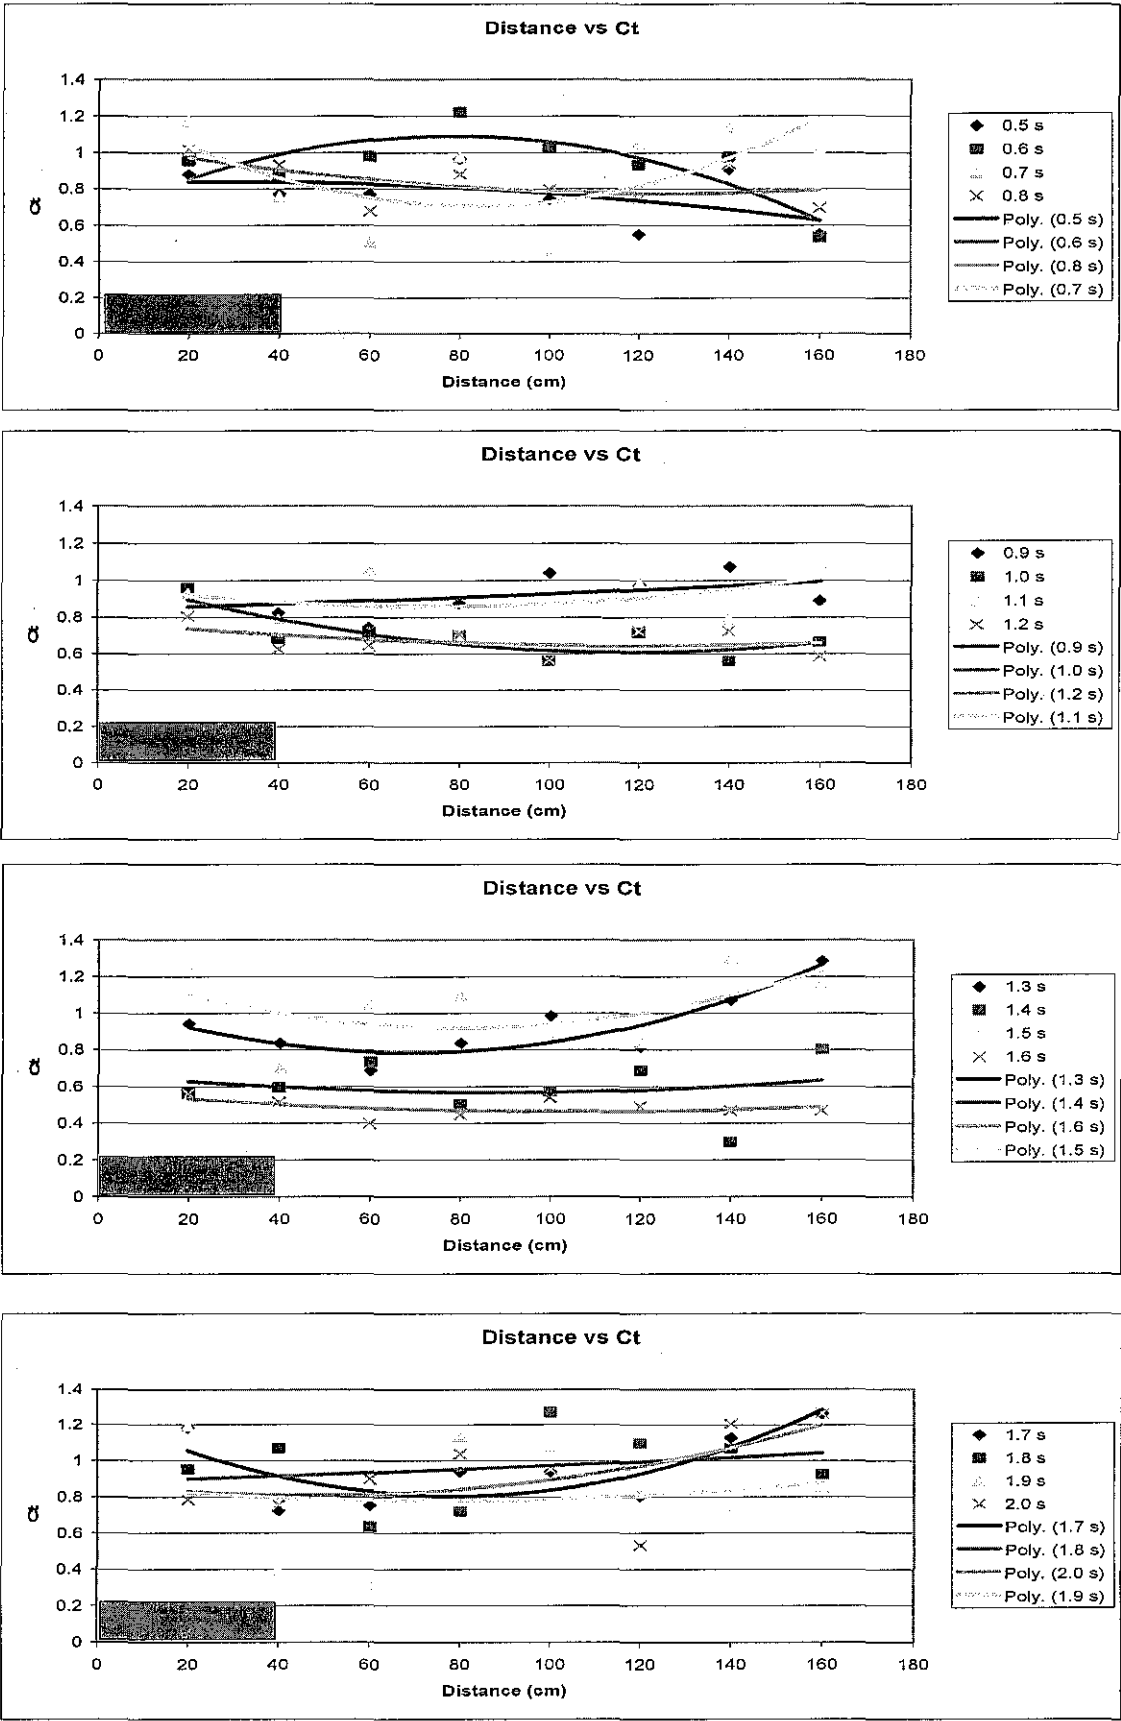 Distance vs Ct
1.4
1.2
1
0.8
0.6
0.4
0.2
0
Ct
0 20 40 60 80 100 120 140 160 180
Distance (cm)
0.5 s
0.6 s
0.7 s
0.8 s
Poly. (0.5 s)
Poly. (0.6 s)
Poly. (0.8 s)
Poly. (0.7 s)
Distance vs Ct
1.4
1.2
1
0.8
0.6
0.4
0.2
0
Ct
0 20 40 60 80 100 120 140 160 180
Distance (cm)
0.9 s
1.0 s
1.1 s
1.2 s
Poly. (0.9 s)
Poly. (1.0 s)
Poly. (1.2 s)
Poly. (1.1 s)
Distance vs Ct
1.4
1.2
1
0.8
0.6
0.4
0.2
0
Ct
0 20 40 60 80 100 120 140 160 180
Distance (cm)
1.3 s
1.4 s
1.5 s
1.6 s
Poly. (1.3 s)
Poly. (1.4 s)
Poly. (1.6 s)
Poly. (1.5 s)
Distance vs Ct
1.4
1.2
1
0.8
0.6
0.4
0.2
0
Ct
0 20 40 60 80 100 120 140 160 180
Distance (cm)
1.7 s
1.8 s
1.9 s
2.0 s
Poly. (1.7 s)
Poly. (1.8 s)
Poly. (2.0 s)
Poly. (1.9 s)